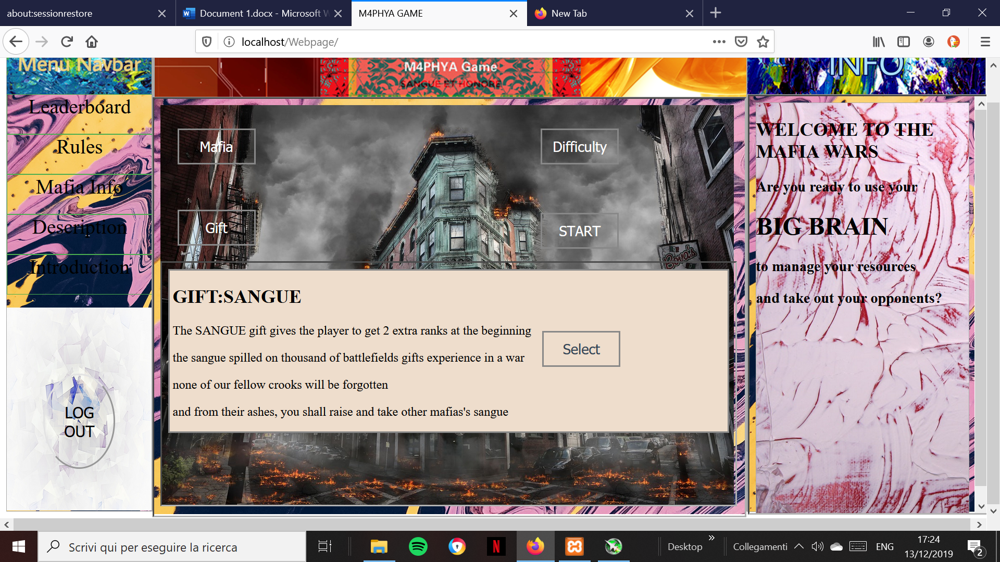 about:sessionrestore
Document 1.docx - Microsoft W
M4PHYA GAME
New Tab
localhost/Webpage/
Menu Navbar
M4PHYA Game
SANGUE ET HONORE
INFO
Leaderboard
Rules
Mafia Info
Description
Introduction
LOG
OUT
Mafia
Difficulty
Gift
START
GIFT:SANGUE
The SANGUE gift gives the player to get 2 extra ranks at the beginning
the sangue spilled on thousand of battlefields gifts experience in a war
none of our fellow crooks will be forgotten
and from their ashes, you shall raise and take other mafias's sangue
Select
WELCOME TO THE
MAFIA WARS
Are you ready to use your
BIG BRAIN
to manage your resources
and take out your opponents?
Scrivi qui per eseguire la ricerca
Desktop
Collegamenti
ENG
17:24
13/12/2019
2